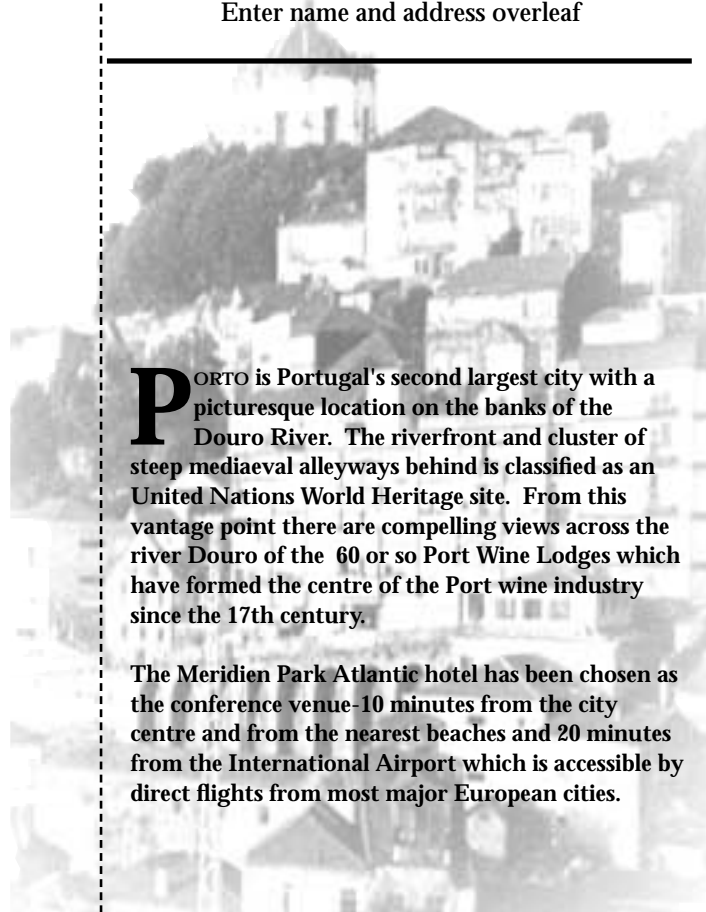 Enter name and address overleaf
PORTO is Portugal's second largest city with a
picturesque location on the banks of the
Douro River. The riverfront and cluster of
steep mediaeval alleyways behind is classified as an
United Nations World Heritage site. From this
vantage point there are compelling views across the
river Douro of the 60 or so Port Wine Lodges which
have formed the centre of the Port wine industry
since the 17th century.
The Meridien Park Atlantic hotel has been chosen as
the conference venue-10 minutes from the city
centre and from the nearest beaches and 20 minutes
from the International Airport which is accessible by
direct flights from most major European cities.